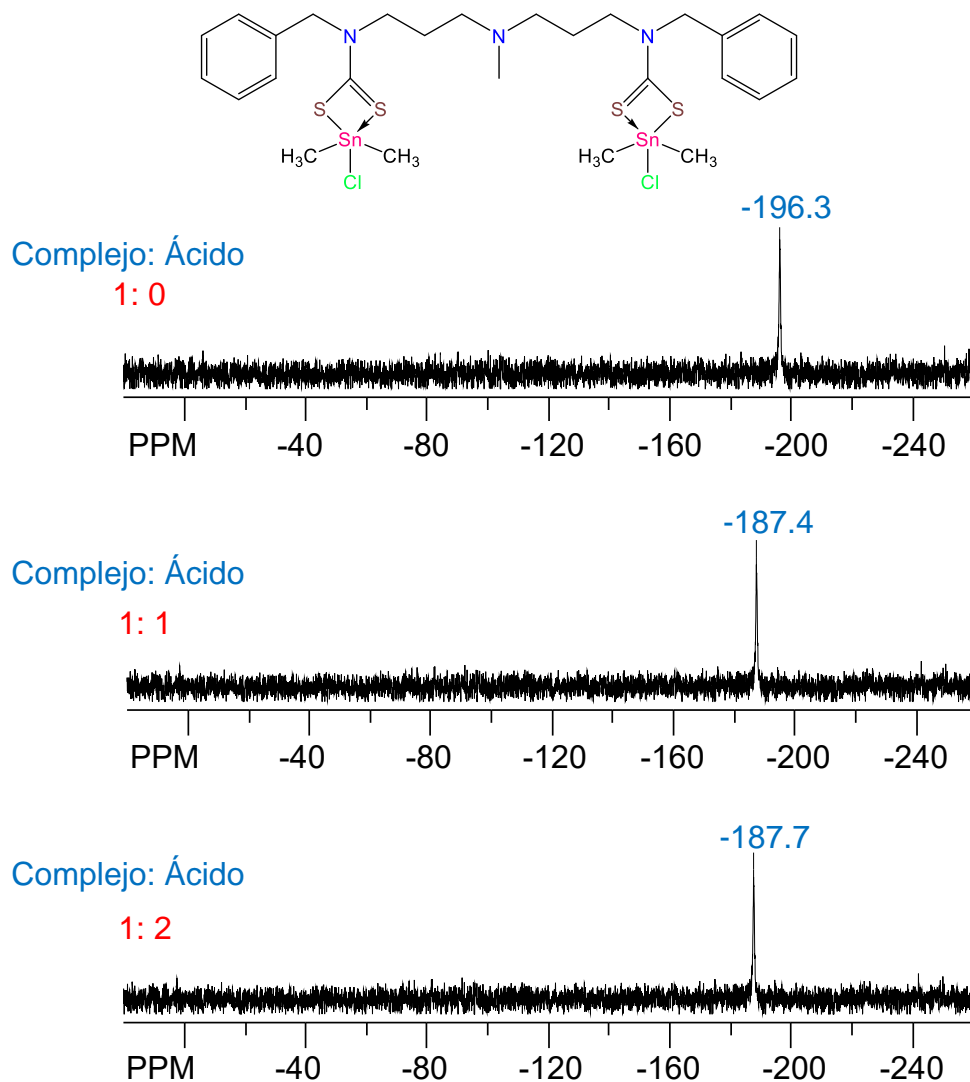 N N N
S S S S
Sn Sn
H₃C CH₃ H₃C CH₃
Cl Cl
-196.3
Complejo: Ácido
1: 0
PPM -40 -80 -120 -160 -200 -240
-187.4
Complejo: Ácido
1: 1
PPM -40 -80 -120 -160 -200 -240
-187.7
Complejo: Ácido
1: 2
PPM -40 -80 -120 -160 -200 -240